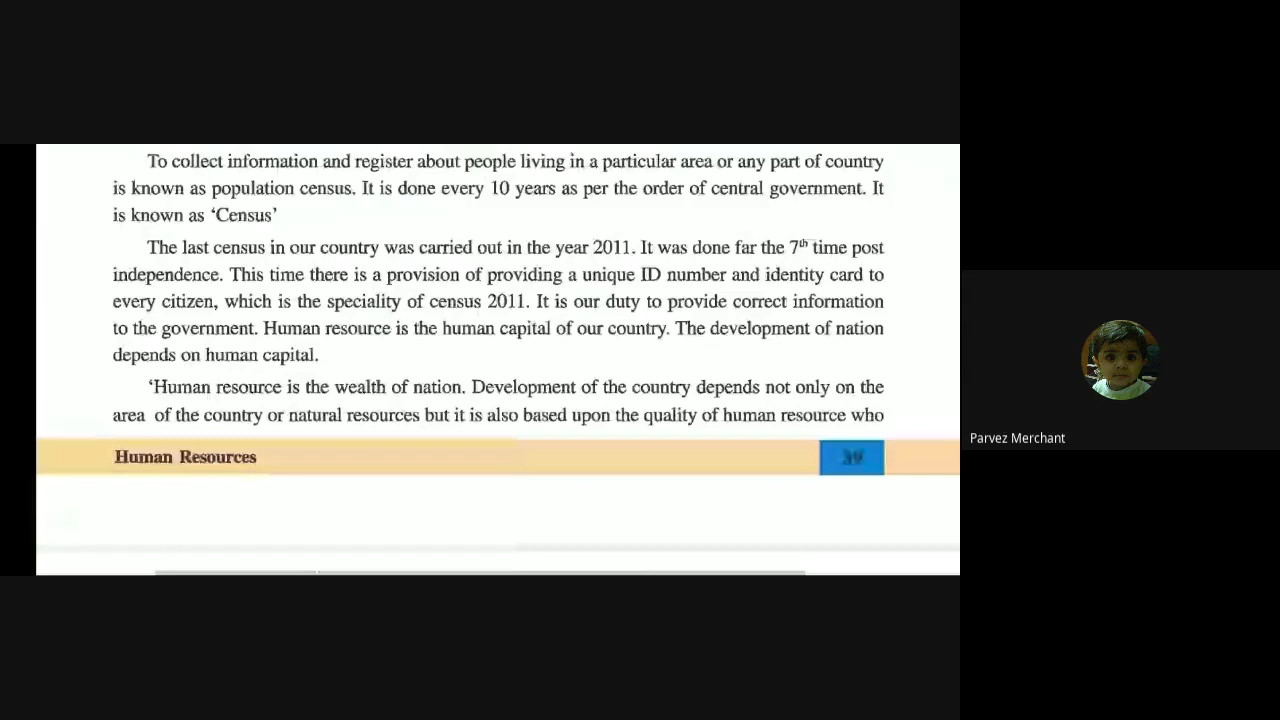 To collect information and register about people living in a particular area or any part of country
is known as population census. It is done every 10 years as per the order of central government. It
is known as ‘Census’
The last census in our country was carried out in the year 2011. It was done far the 7th time post
independence. This time there is a provision of providing a unique ID number and identity card to
every citizen, which is the speciality of census 2011. It is our duty to provide correct information
to the government. Human resource is the human capital of our country. The development of nation
depends on human capital.
‘Human resource is the wealth of nation. Development of the country depends not only on the
area of the country or natural resources but it is also based upon the quality of human resource who
Human Resources
39
Parvez Merchant